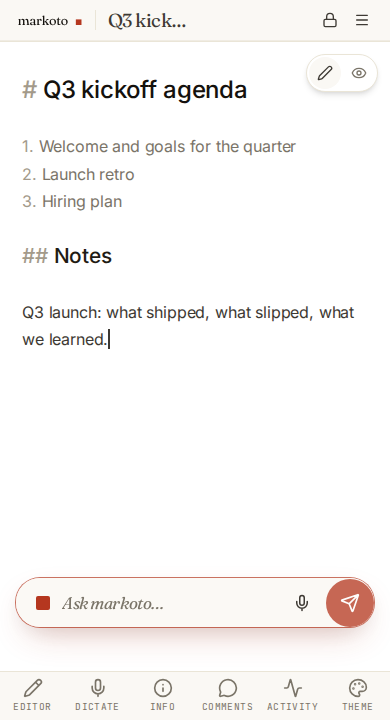 markoto
Q3 kick...
# Q3 kickoff agenda
1. Welcome and goals for the quarter
2. Launch retro
3. Hiring plan
## Notes
Q3 launch: what shipped, what slipped, what
we learned.
Ask markoto...
EDITOR DICTATE INFO COMMENTS ACTIVITY THEME